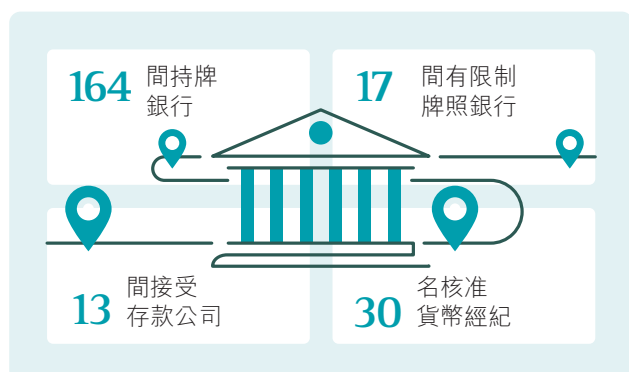 164 間持牌
銀行
17 間有限制
牌照銀行
13 間接受
存款公司
30 名核准
貨幣經紀